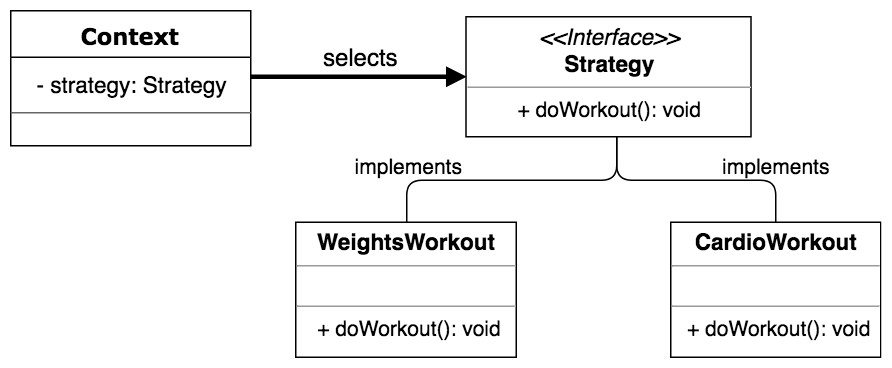 Context
- strategy: Strategy
selects
<<Interface>>
Strategy
+ doWorkout(): void
implements
implements
WeightsWorkout
+ doWorkout(): void
CardioWorkout
+ doWorkout(): void